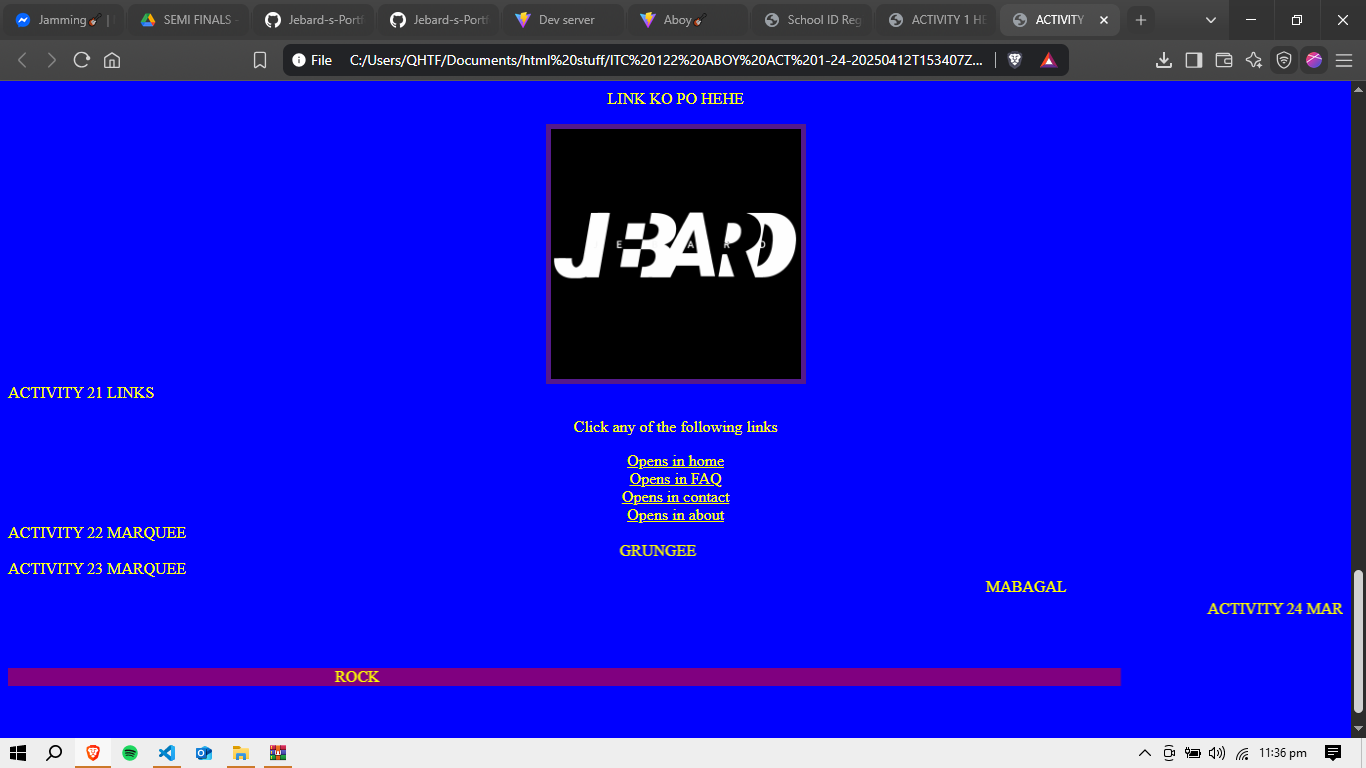 Jamming🎸 |
SEMI FINALS -
Jebard-s-Portf
Jebard-s-Portf
Dev server
Aboy🎸
School ID Reg
ACTIVITY 1 HE
ACTIVITY
File C:/Users/QHTF/Documents/html%20stuff/ITC%20122%20ABOY%20ACT%201-24-20250412T153407Z...
LINK KO PO HEHE
JEBARD
E A R D
ACTIVITY 21 LINKS
Click any of the following links
Opens in home
Opens in FAQ
Opens in contact
Opens in about
ACTIVITY 22 MARQUEE
GRUNGEE
ACTIVITY 23 MARQUEE
MABAGAL
ACTIVITY 24 MAR
ROCK
11:36 pm